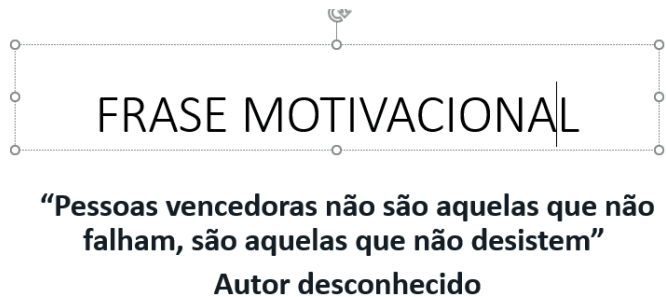 FRASE MOTIVACIONAL
“Pessoas vencedoras não são aquelas que não
falham, são aquelas que não desistem”
Autor desconhecido